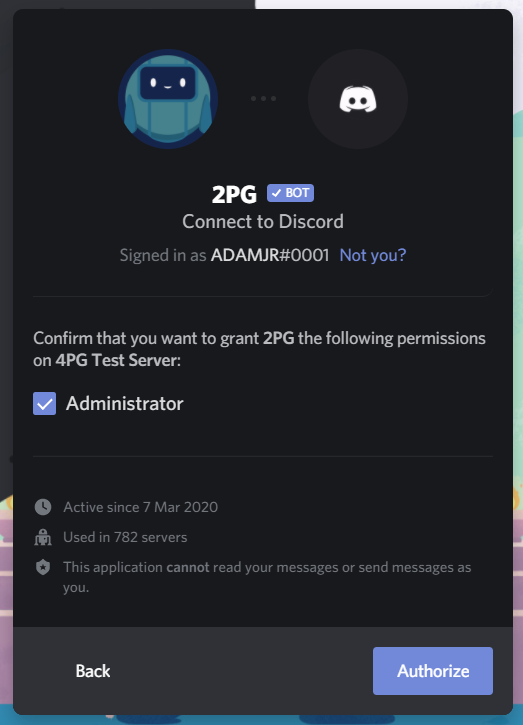 2PG BOT
Connect to Discord
Signed in as ADAMJR#0001 Not you?
Confirm that you want to grant 2PG the following permissions
on 4PG Test Server:
Administrator
Active since 7 Mar 2020
Used in 782 servers
This application cannot read your messages or send messages as
you.
Back
Authorize